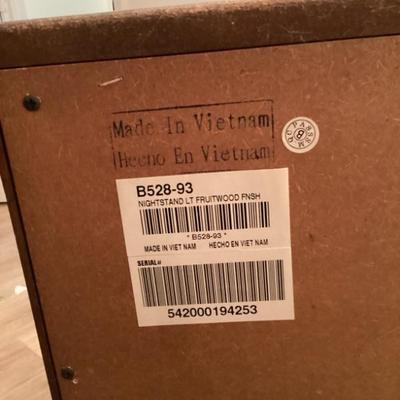 Made In Vietnam
Hecho En Vietnam
B528-93
NIGHTSTAND LT FRUITWOOD FNSH
* B528-93 *
MADE IN VIET NAM HECHO EN VIET NAM
SERIAL#
542000194253